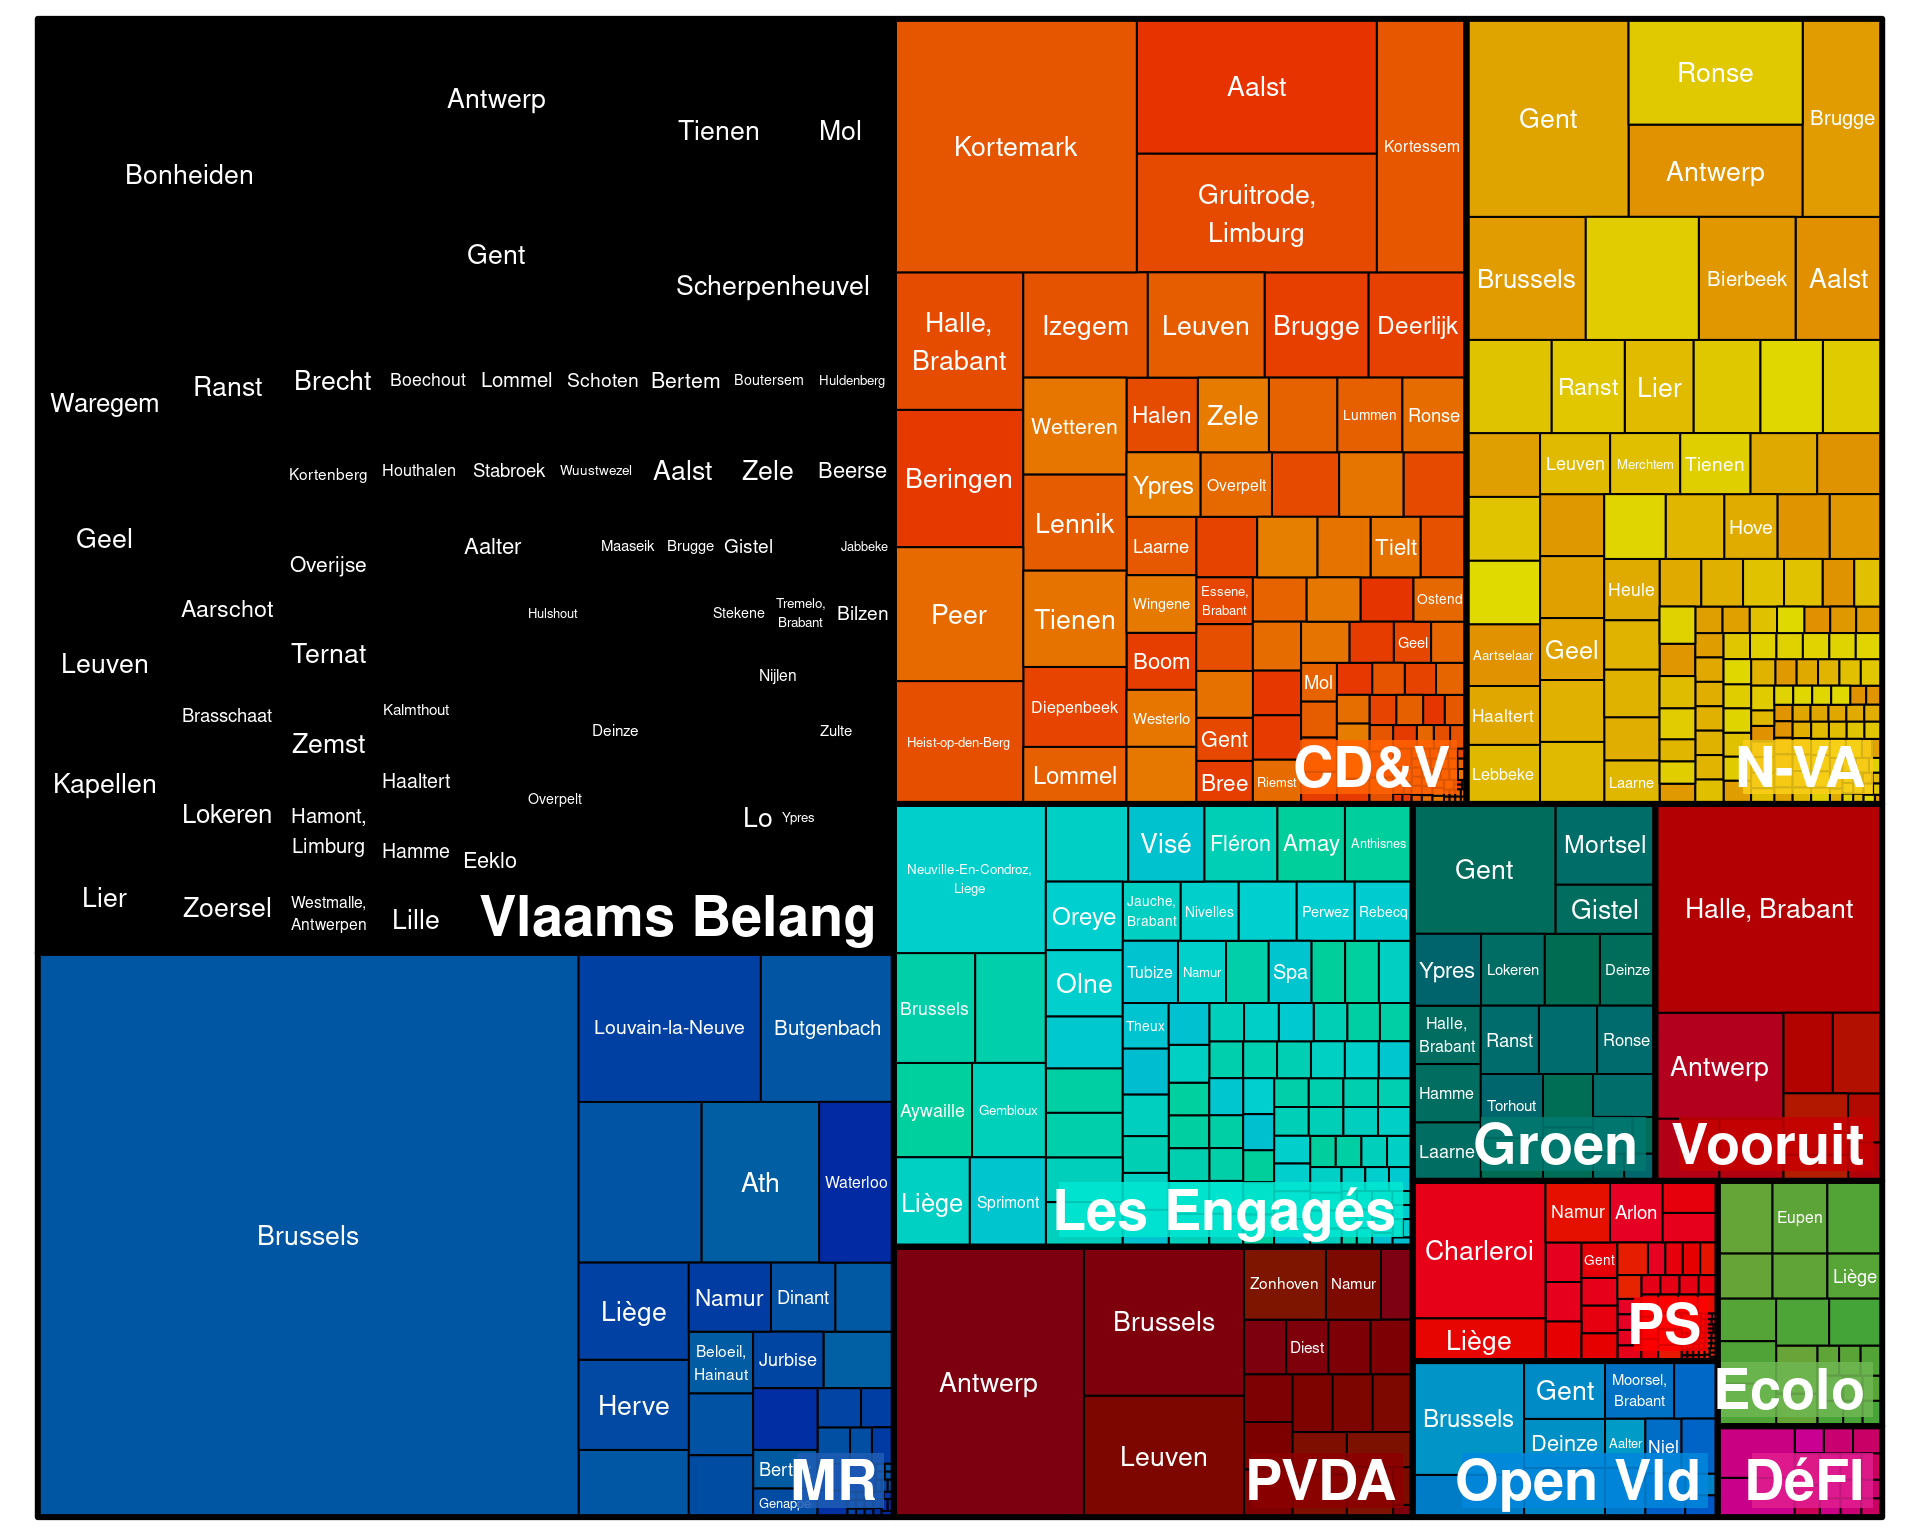 Antwerp
Tienen
Mol
Bonheiden
Gent
Scherpenheuvel
Waregem
Ranst
Brecht
Boechout
Lommel
Schoten
Bertem
Boutersem
Huldenberg
Kortenberg
Houthalen
Stabroek
Wuustwezel
Aalst
Zele
Beerse
Geel
Overijse
Aalter
Maaseik
Brugge
Gistel
Jabbeke
Aarschot
Hulshout
Stekene
Tremelo,
Brabant
Bilzen
Leuven
Ternat
Nijlen
Brasschaat
Kalmthout
Zemst
Deinze
Zulte
Kapellen
Haaltert
Lokeren
Hamont,
Limburg
Overpelt
Lo
Ypres
Hamme
Eeklo
Lier
Zoersel
Westmalle,
Antwerpen
Lille
Vlaams Belang
Kortemark
Aalst
Kortessem
Gruitrode,
Limburg
Halle,
Brabant
Izegem
Leuven
Brugge
Deerlijk
Wetteren
Halen
Zele
Lummen
Ronse
Beringen
Ypres
Overpelt
Lennik
Laarne
Tielt
Peer
Tienen
Wingene
Essene,
Brabant
Ostend
Boom
Geel
Mol
Heist-op-den-Berg
Diepenbeek
Westerlo
Gent
Lommel
Bree
Riemst
CD&V
Gent
Ronse
Brugge
Antwerp
Brussels
Bierbeek
Aalst
Ranst
Lier
Leuven
Merchtem
Tienen
Hove
Heule
Aartselaar
Geel
Haaltert
Lebbeke
Laarne
N-VA
Brussels
Louvain-la-Neuve
Butgenbach
Ath
Waterloo
Liège
Namur
Dinant
Beloeil,
Hainaut
Jurbise
Herve
Bert
Genappe
MR
Neuville-En-Condroz,
Liege
Visé
Fléron
Amay
Anthisnes
Oreye
Jauche,
Brabant
Nivelles
Perwez
Rebecq
Brussels
Olne
Tubize
Namur
Spa
Theux
Aywaille
Gembloux
Liège
Sprimont
Les Engagés
Antwerp
Brussels
Leuven
Zonhoven
Namur
Diest
PVDA
Gent
Mortsel
Gistel
Ypres
Lokeren
Deinze
Halle,
Brabant
Ranst
Ronse
Hamme
Torhout
Laarne
Groen
Halle, Brabant
Antwerp
Vooruit
Charleroi
Namur
Arlon
Gent
Liège
PS
Eupen
Liège
Ecolo
Brussels
Gent
Moorsel,
Brabant
Deinze
Aalter
Niel
Open Vld
DéFI